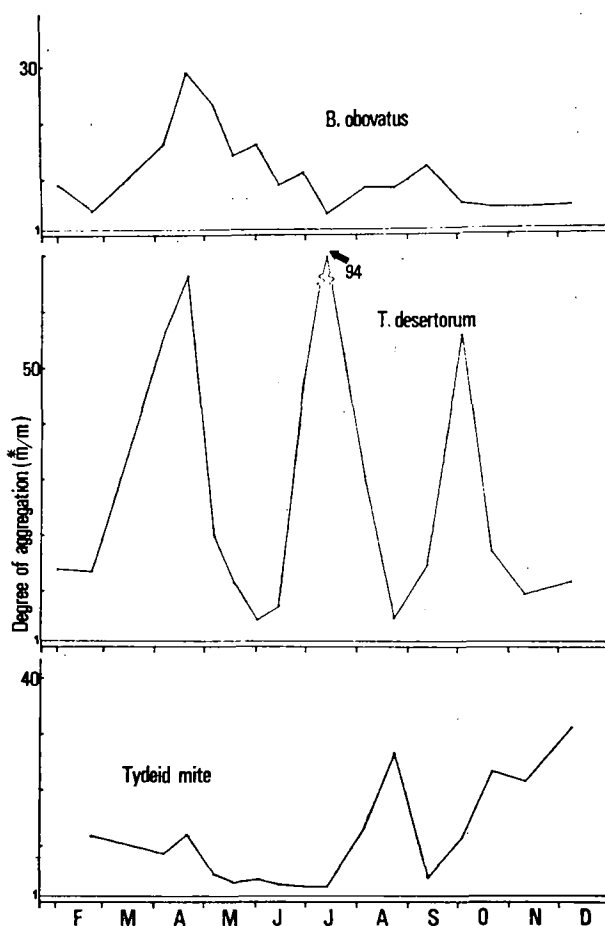 30
B. obovatus
1
94
T. desertorum
50
Degree of aggregation (m̽/m)
1
40
Tydeid mite
1
F M A M J J A S O N D